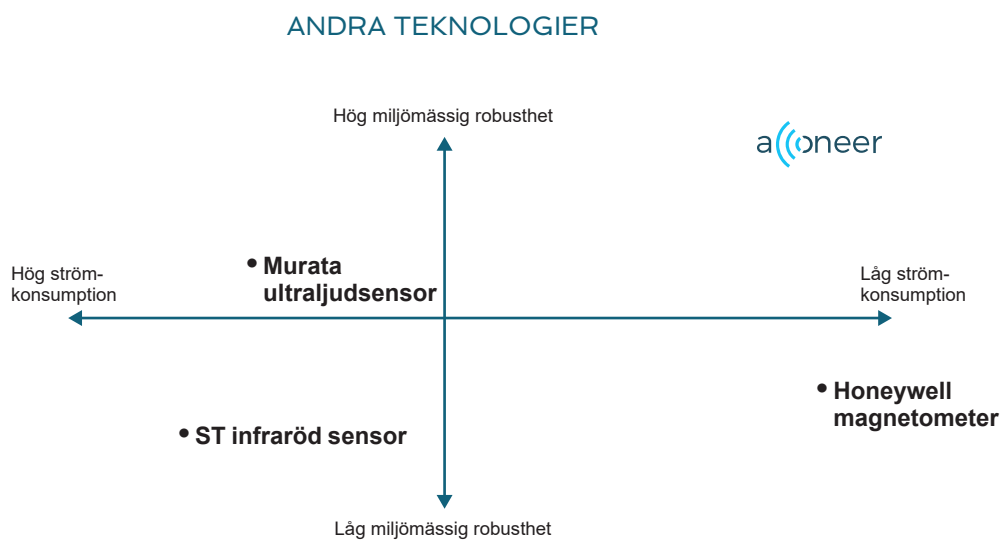 ANDRA TEKNOLOGIER
Hög miljömässig robusthet
acconeer
Hög ström-
konsumption
• Murata
ultraljudsensor
Låg ström-
konsumption
• Honeywell
magnetometer
• ST infraröd sensor
Låg miljömässig robusthet